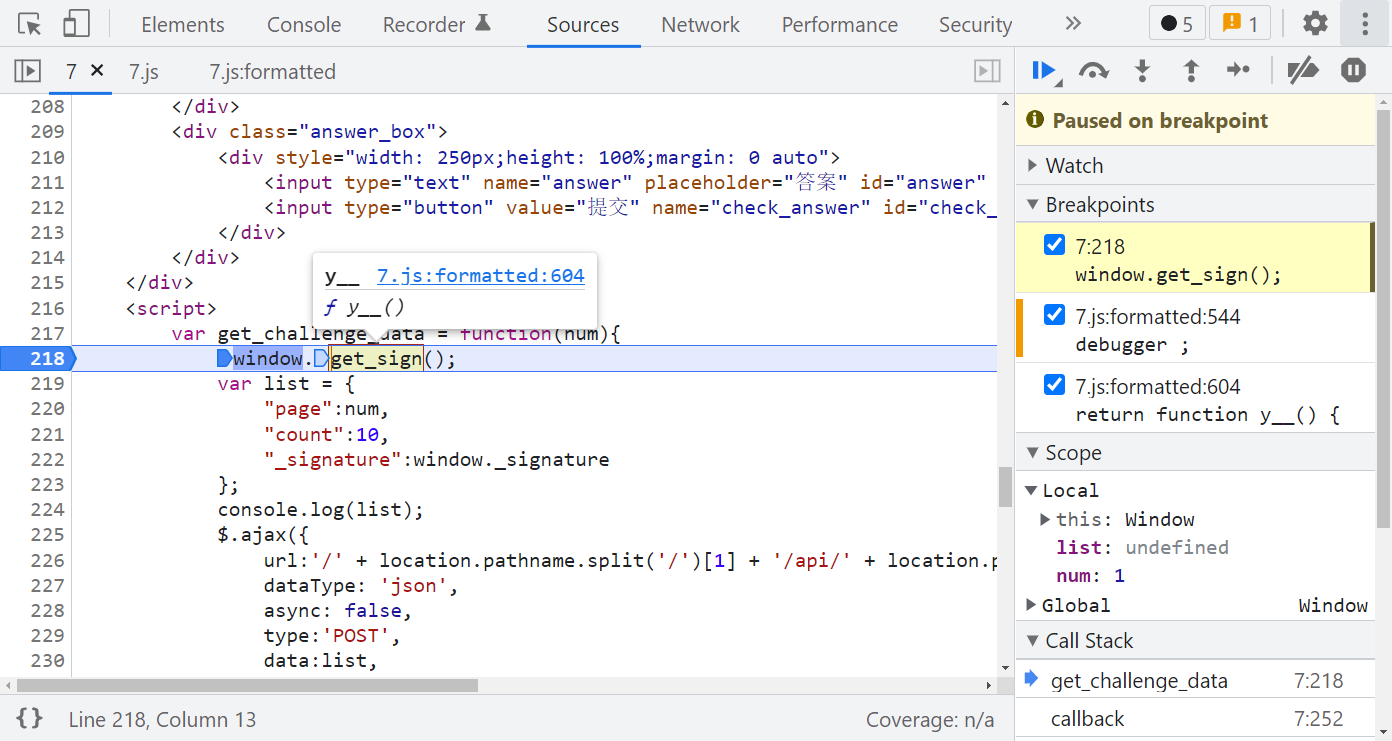 Elements Console Recorder Sources Network Performance Security 5 1
7 7.js 7.js:formatted
208 </div>
209 <div class="answer_box">
210 <div style="width: 250px;height: 100%;margin: 0 auto">
211 <input type="text" name="answer" placeholder="答案" id="answer"
212 <input type="button" value="提交" name="check_answer" id="check_
213 </div>
214 </div>
215 </div>
216 <script>
217 var get_challenge_data = function(num){
218 window.get_sign();
219 var list = {
220 "page":num,
221 "count":10,
222 "_signature":window._signature
223 };
224 console.log(list);
225 $.ajax({
226 url:'/' + location.pathname.split('/')[1] + '/api/' + location.p
227 dataType: 'json',
228 async: false,
229 type:'POST',
230 data:list,
y__ 7.js:formatted:604
ƒ y__()
{} Line 218, Column 13 Coverage: n/a
Paused on breakpoint
Watch
Breakpoints
7:218
window.get_sign();
7.js:formatted:544
debugger ;
7.js:formatted:604
return function y__() {
Scope
Local
this: Window
list: undefined
num: 1
Global Window
Call Stack
get_challenge_data 7:218
callback 7:252